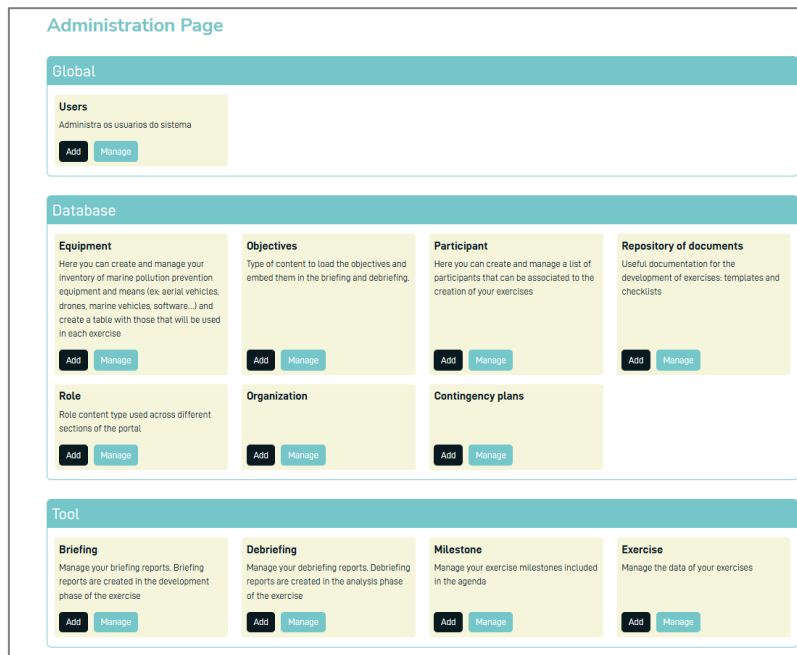 Administration Page
Global
Users
Administra os usuarios do sistema
Add Manage
Database
Equipment
Here you can create and manage your
inventory of marine pollution prevention
equipment and means (ex: aerial vehicles,
drones, marine vehicles, software...) and
create a table with those that will be used
in each exercise
Add Manage
Objectives
Type of content to load the objectives and
embed them in the briefing and debriefing.
Add Manage
Participant
Here you can create and manage a list of
participants that can be associated to the
creation of your exercises
Add Manage
Repository of documents
Useful documentation for the
development of exercises: templates and
checklists
Add Manage
Role
Role content type used across different
sections of the portal
Add Manage
Organization
Add Manage
Contingency plans
Add Manage
Tool
Briefing
Manage your briefing reports. Briefing
reports are created in the development
phase of the exercise
Add Manage
Debriefing
Manage your debriefing reports. Debriefing
reports are created in the analysis phase
of the exercise
Add Manage
Milestone
Manage your exercise milestones included
in the agenda
Add Manage
Exercise
Manage the data of your exercises
Add Manage